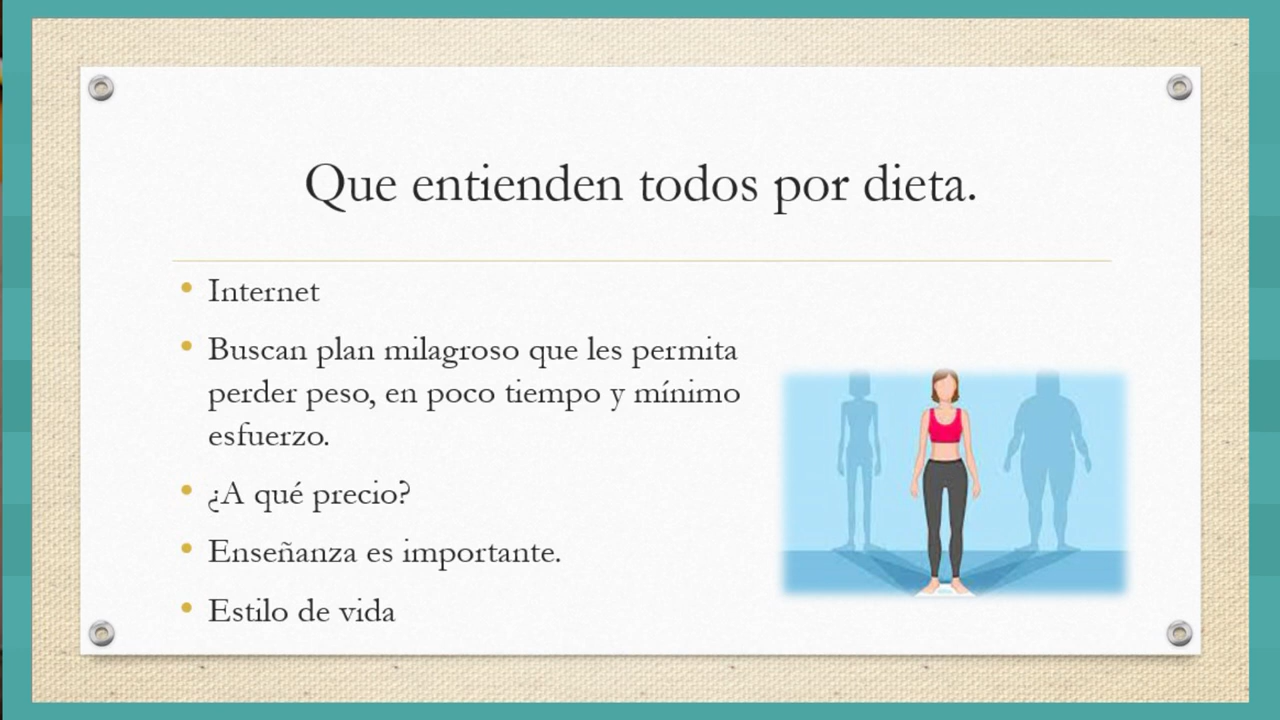 Que entienden todos por dieta.
• Internet
• Buscan plan milagroso que les permita
perder peso, en poco tiempo y mínimo
esfuerzo.
• ¿A qué precio?
• Enseñanza es importante.
• Estilo de vida